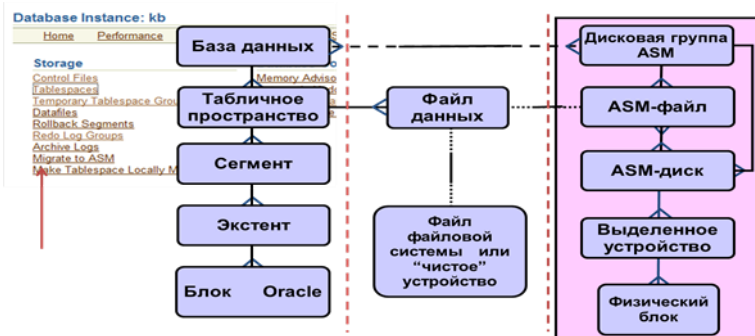 Database Instance: kb
Home Performance
Storage
Control Files
Tablespaces
Temporary Tablespace Grou
Datafiles
Rollback Segments
Redo Log Groups
Archive Logs
Migrate to ASM
Make Tablespace Locally M
Memory Adviso
База данных
Табличное
пространство
Сегмент
Экстент
Блок Oracle
Файл
данных
Файл
файловой
системы или
“чистое”
устройство
Дисковая группа
ASM
ASM-файл
ASM-диск
Выделенное
устройство
Физический
блок